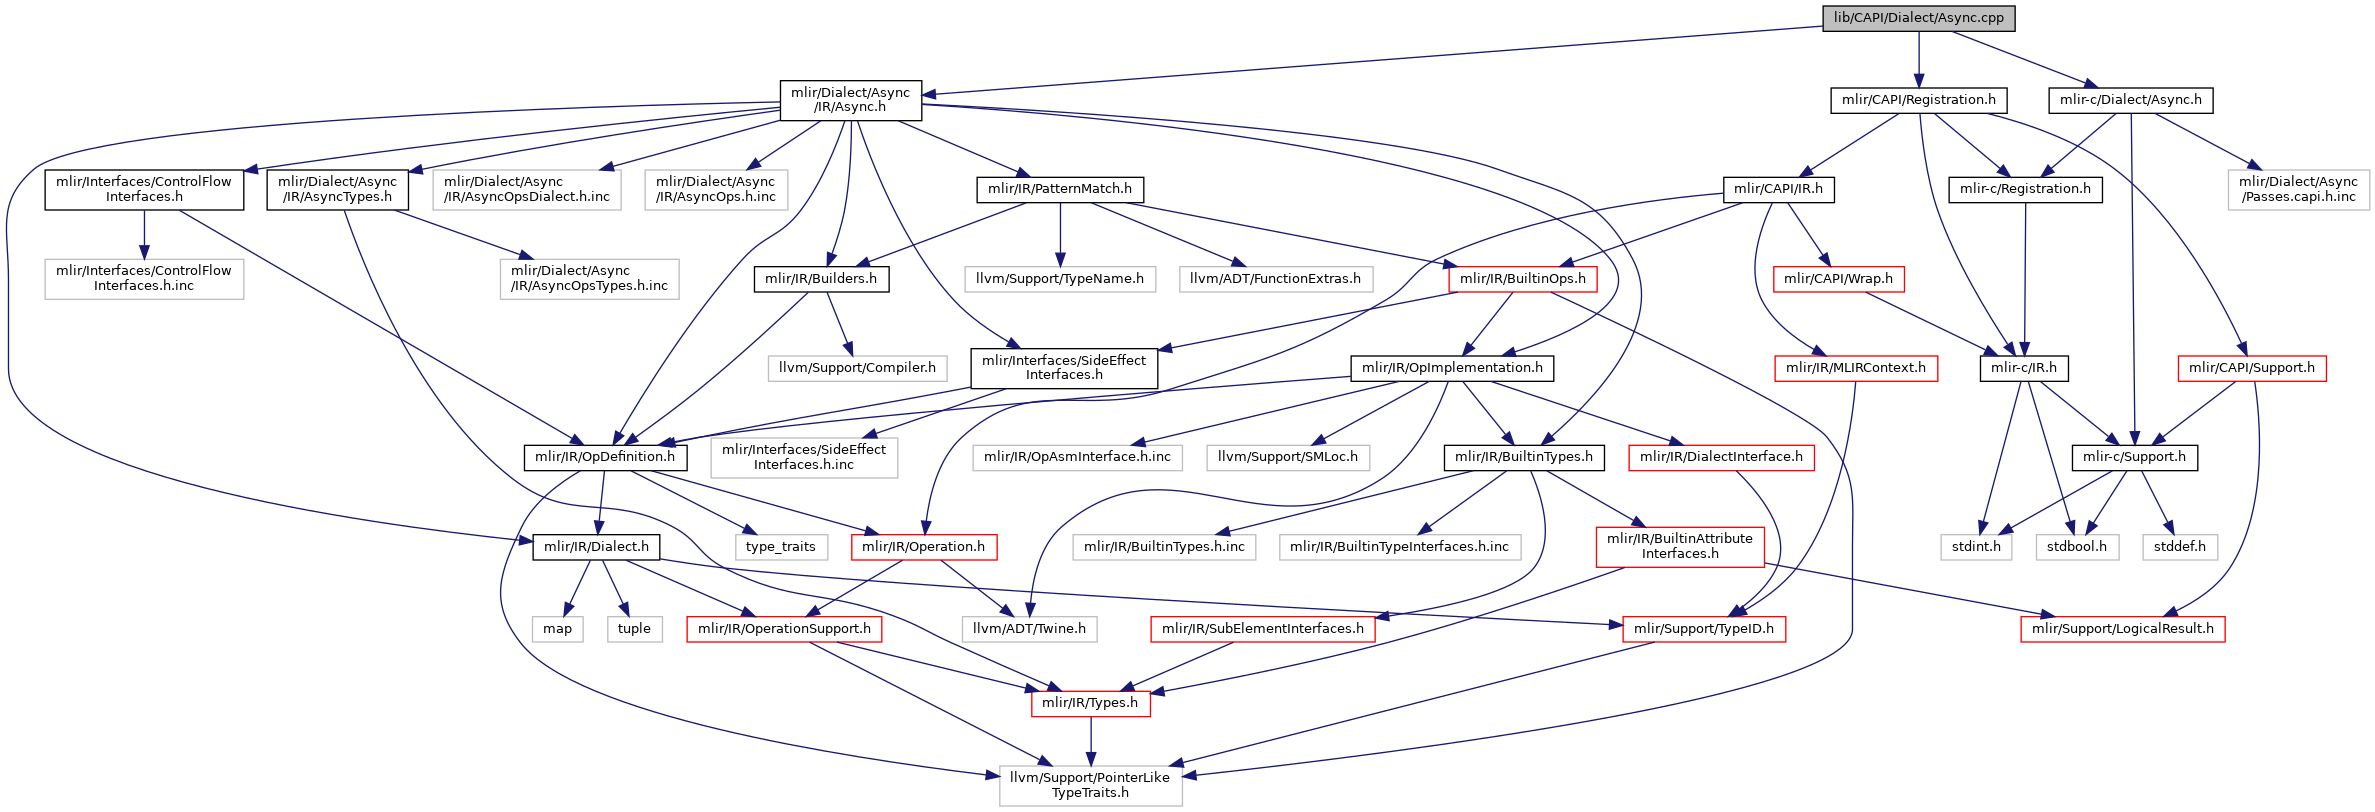 lib/CAPI/Dialect/Async.cpp
mlir/Dialect/Async
/IR/Async.h
mlir/CAPI/Registration.h
mlir-c/Dialect/Async.h
mlir/Interfaces/ControlFlow
Interfaces.h
mlir/Dialect/Async
/IR/AsyncTypes.h
mlir/Dialect/Async
/IR/AsyncOpsDialect.h.inc
mlir/Dialect/Async
/IR/AsyncOps.h.inc
mlir/IR/PatternMatch.h
mlir/CAPI/IR.h
mlir-c/Registration.h
mlir/Dialect/Async
/Passes.capi.h.inc
mlir/Interfaces/ControlFlow
Interfaces.h.inc
mlir/Dialect/Async
/IR/AsyncOpsTypes.h.inc
mlir/IR/Builders.h
llvm/Support/TypeName.h
llvm/ADT/FunctionExtras.h
mlir/IR/BuiltinOps.h
mlir/CAPI/Wrap.h
llvm/Support/Compiler.h
mlir/Interfaces/SideEffect
Interfaces.h
mlir/IR/OpImplementation.h
mlir/IR/MLIRContext.h
mlir-c/IR.h
mlir/CAPI/Support.h
mlir/IR/OpDefinition.h
mlir/Interfaces/SideEffect
Interfaces.h.inc
mlir/IR/OpAsmInterface.h.inc
llvm/Support/SMLoc.h
mlir/IR/BuiltinTypes.h
mlir/IR/DialectInterface.h
mlir-c/Support.h
mlir/IR/Dialect.h
type_traits
mlir/IR/Operation.h
mlir/IR/BuiltinTypes.h.inc
mlir/IR/BuiltinTypeInterfaces.h.inc
mlir/IR/BuiltinAttribute
Interfaces.h
stdint.h
stdbool.h
stddef.h
map
tuple
mlir/IR/OperationSupport.h
llvm/ADT/Twine.h
mlir/IR/SubElementInterfaces.h
mlir/Support/TypeID.h
mlir/Support/LogicalResult.h
mlir/IR/Types.h
llvm/Support/PointerLike
TypeTraits.h